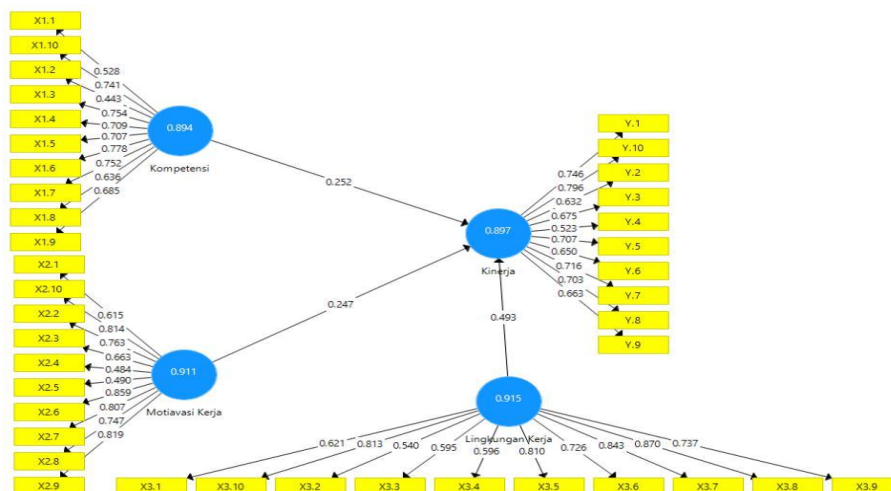 X1.1
X1.10
X1.2
X1.3
X1.4
X1.5
X1.6
X1.7
X1.8
X1.9
0.528
0.741
0.443
0.754
0.709
0.707
0.778
0.752
0.636
0.685
0.894
Kompetensi
0.252
X2.1
X2.10
X2.2
X2.3
X2.4
X2.5
X2.6
X2.7
X2.8
X2.9
0.615
0.814
0.763
0.663
0.484
0.490
0.859
0.807
0.747
0.819
0.911
Motiavasi Kerja
0.247
0.897
Kinerja
0.746
0.796
0.632
0.675
0.523
0.707
0.650
0.716
0.703
0.663
Y.1
Y.10
Y.2
Y.3
Y.4
Y.5
Y.6
Y.7
Y.8
Y.9
0.493
0.915
Lingkungan Kerja
0.621
0.813
0.540
0.595
0.596
0.810
0.726
0.843
0.870
0.737
X3.1
X3.10
X3.2
X3.3
X3.4
X3.5
X3.6
X3.7
X3.8
X3.9